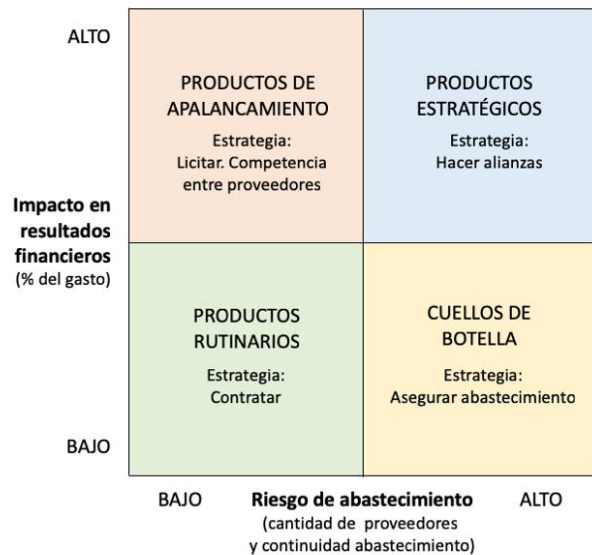 ALTO
PRODUCTOS DE
APALANCAMIENTO
Estrategia:
Licitar. Competencia
entre proveedores
PRODUCTOS
ESTRATÉGICOS
Estrategia:
Hacer alianzas
Impacto en
resultados
financieros
(% del gasto)
PRODUCTOS
RUTINARIOS
Estrategia:
Contratar
CUELLOS DE
BOTELLA
Estrategia:
Asegurar abastecimiento
BAJO
BAJO Riesgo de abastecimiento ALTO
(cantidad de proveedores
y continuidad abastecimiento)